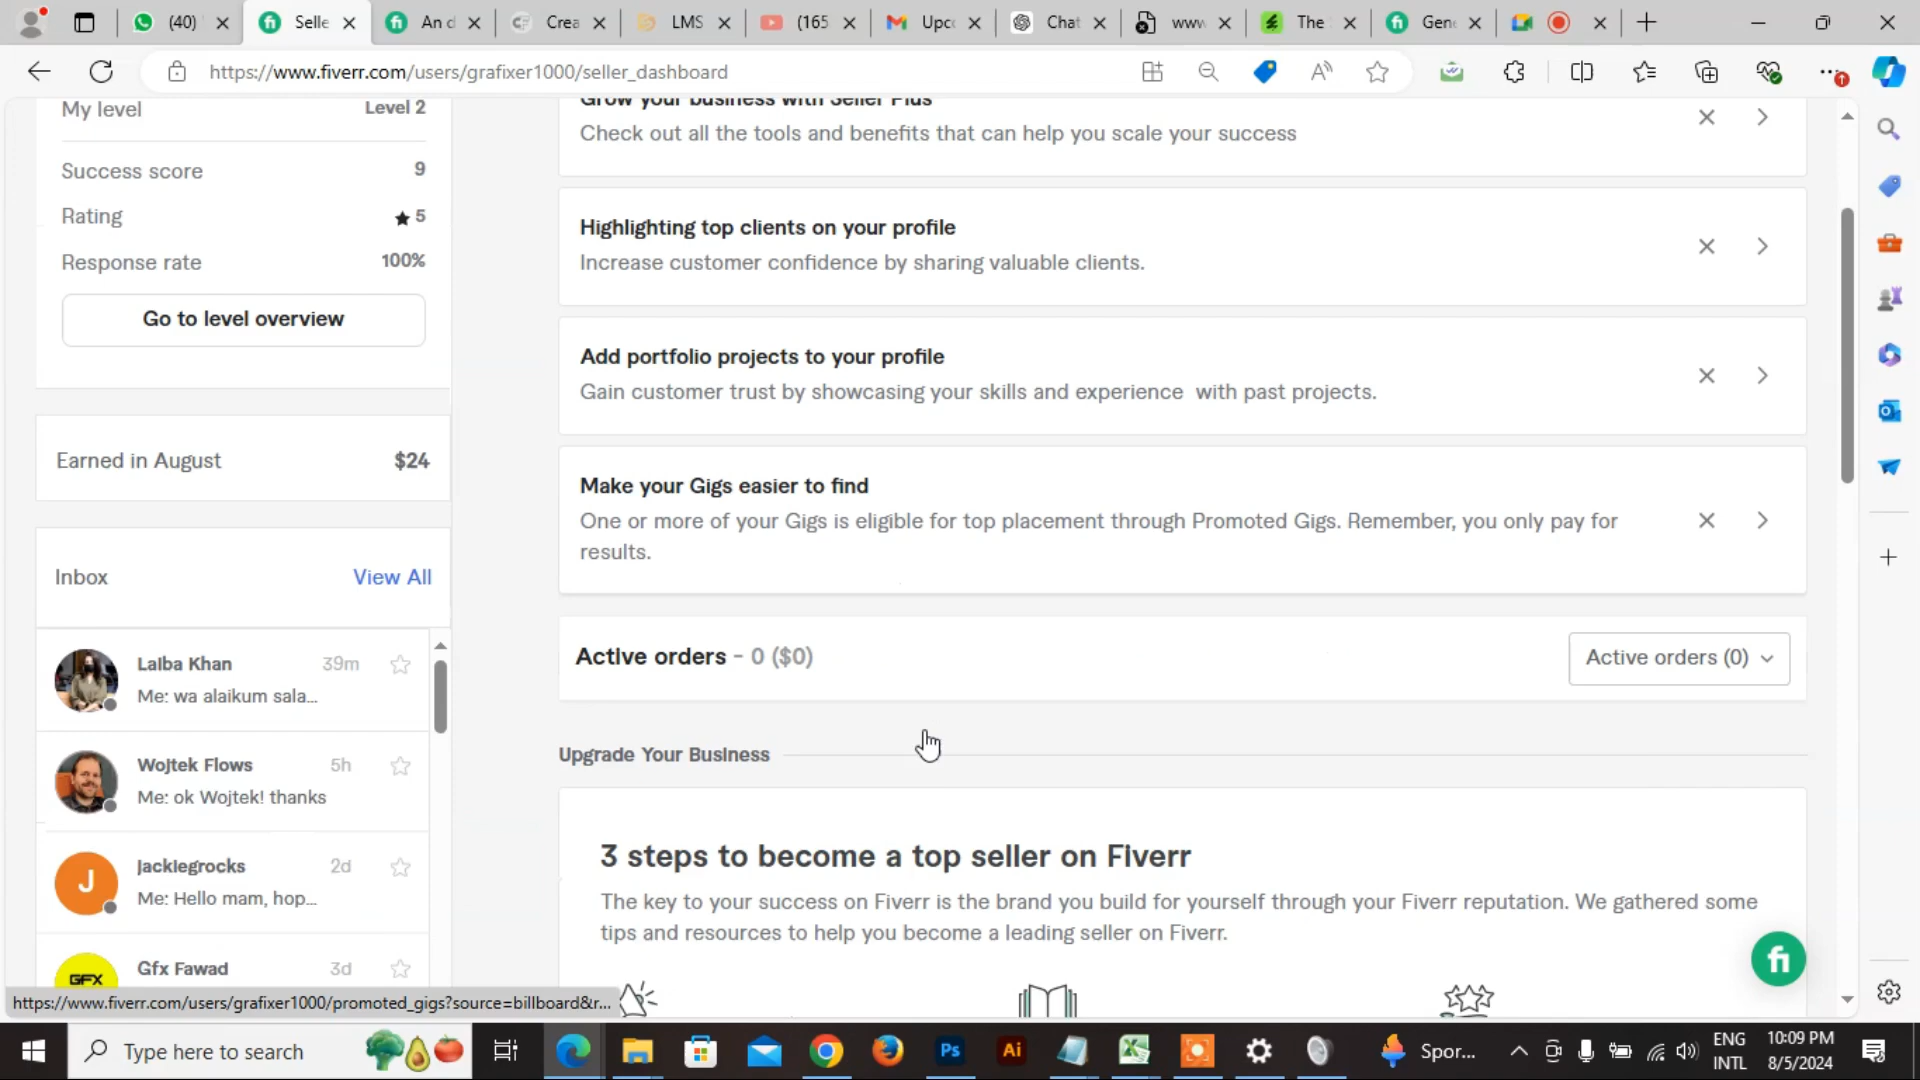 (40)
Selle
An d
Crea
LMS
(165
Upco
Chat
www
The
Gene
https://www.fiverr.com/users/grafixer1000/seller_dashboard
My level
Level 2
Success score
9
Rating
5
Response rate
100%
Go to level overview
Earned in August
$24
Inbox
View All
Laiba Khan
39m
Me: wa alaikum sala...
Wojtek Flows
5h
Me: ok Wojtek! thanks
J
jackiegrocks
2d
Me: Hello mam, hop...
GFX
Gfx Fawad
3d
Grow your business with Seller Plus
Check out all the tools and benefits that can help you scale your success
Highlighting top clients on your profile
Increase customer confidence by sharing valuable clients.
Add portfolio projects to your profile
Gain customer trust by showcasing your skills and experience with past projects.
Make your Gigs easier to find
One or more of your Gigs is eligible for top placement through Promoted Gigs. Remember, you only pay for
results.
Active orders - 0 ($0)
Active orders (0)
Upgrade Your Business
3 steps to become a top seller on Fiverr
The key to your success on Fiverr is the brand you build for yourself through your Fiverr reputation. We gathered some
tips and resources to help you become a leading seller on Fiverr.
fi
https://www.fiverr.com/users/grafixer1000/promoted_gigs?source=billboard&r...
Type here to search
Ps
Ai
Spor...
ENG
INTL
10:09 PM
8/5/2024